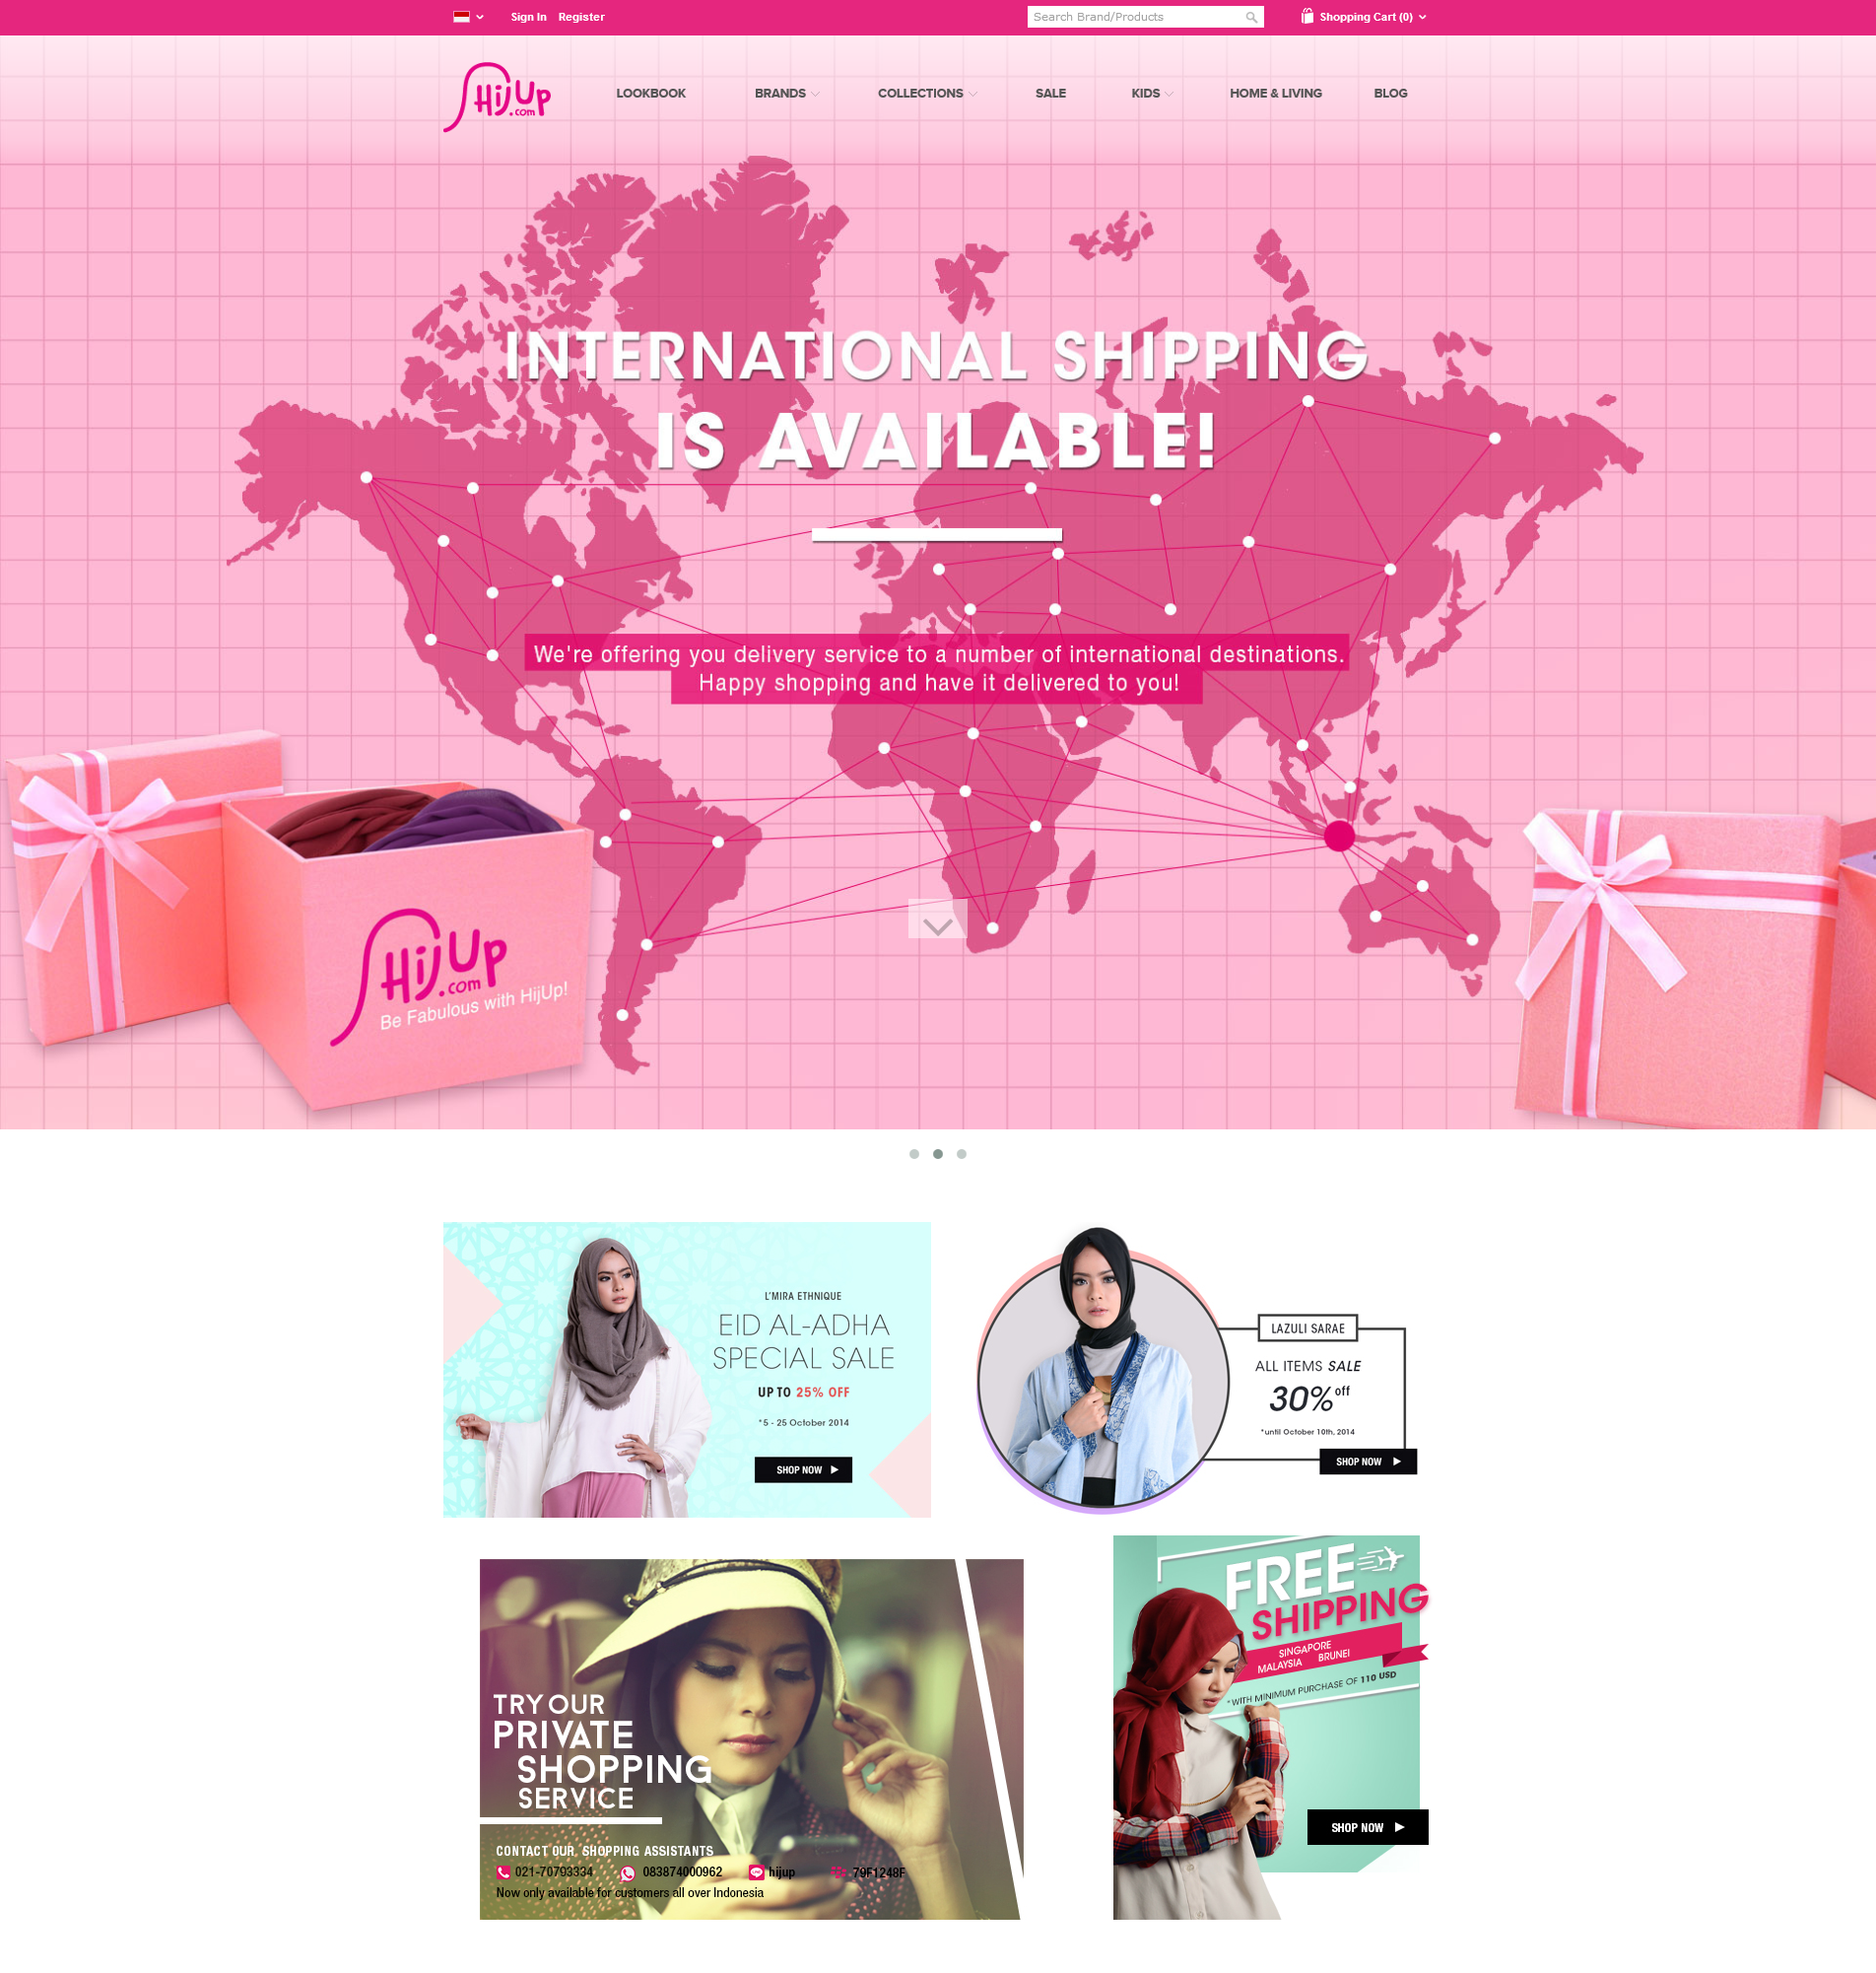 Sign In Register
Search Brand/Products
Shopping Cart (0)
HijUp
.com
LOOKBOOK BRANDS COLLECTIONS SALE KIDS HOME & LIVING BLOG
INTERNATIONAL SHIPPING
IS AVAILABLE!
We're offering you delivery service to a number of international destinations.
Happy shopping and have it delivered to you!
HijUp
.com
Be Fabulous with HijUp!
L'MIRA ETHNIQUE
EID AL-ADHA
SPECIAL SALE
UP TO 25% OFF
*5 - 25 October 2014
SHOP NOW
LAZULI SARAE
ALL ITEMS SALE
30% off
*until October 10th, 2014
SHOP NOW
TRY OUR
PRIVATE
SHOPPING
SERVICE
CONTACT OUR SHOPPING ASSISTANTS
021-70793334 083874000962 hijup 79F1248F
Now only available for customers all over Indonesia
FREE
SHIPPING
SINGAPORE
MALAYSIA BRUNEI
*WITH MINIMUM PURCHASE OF 110 USD
SHOP NOW